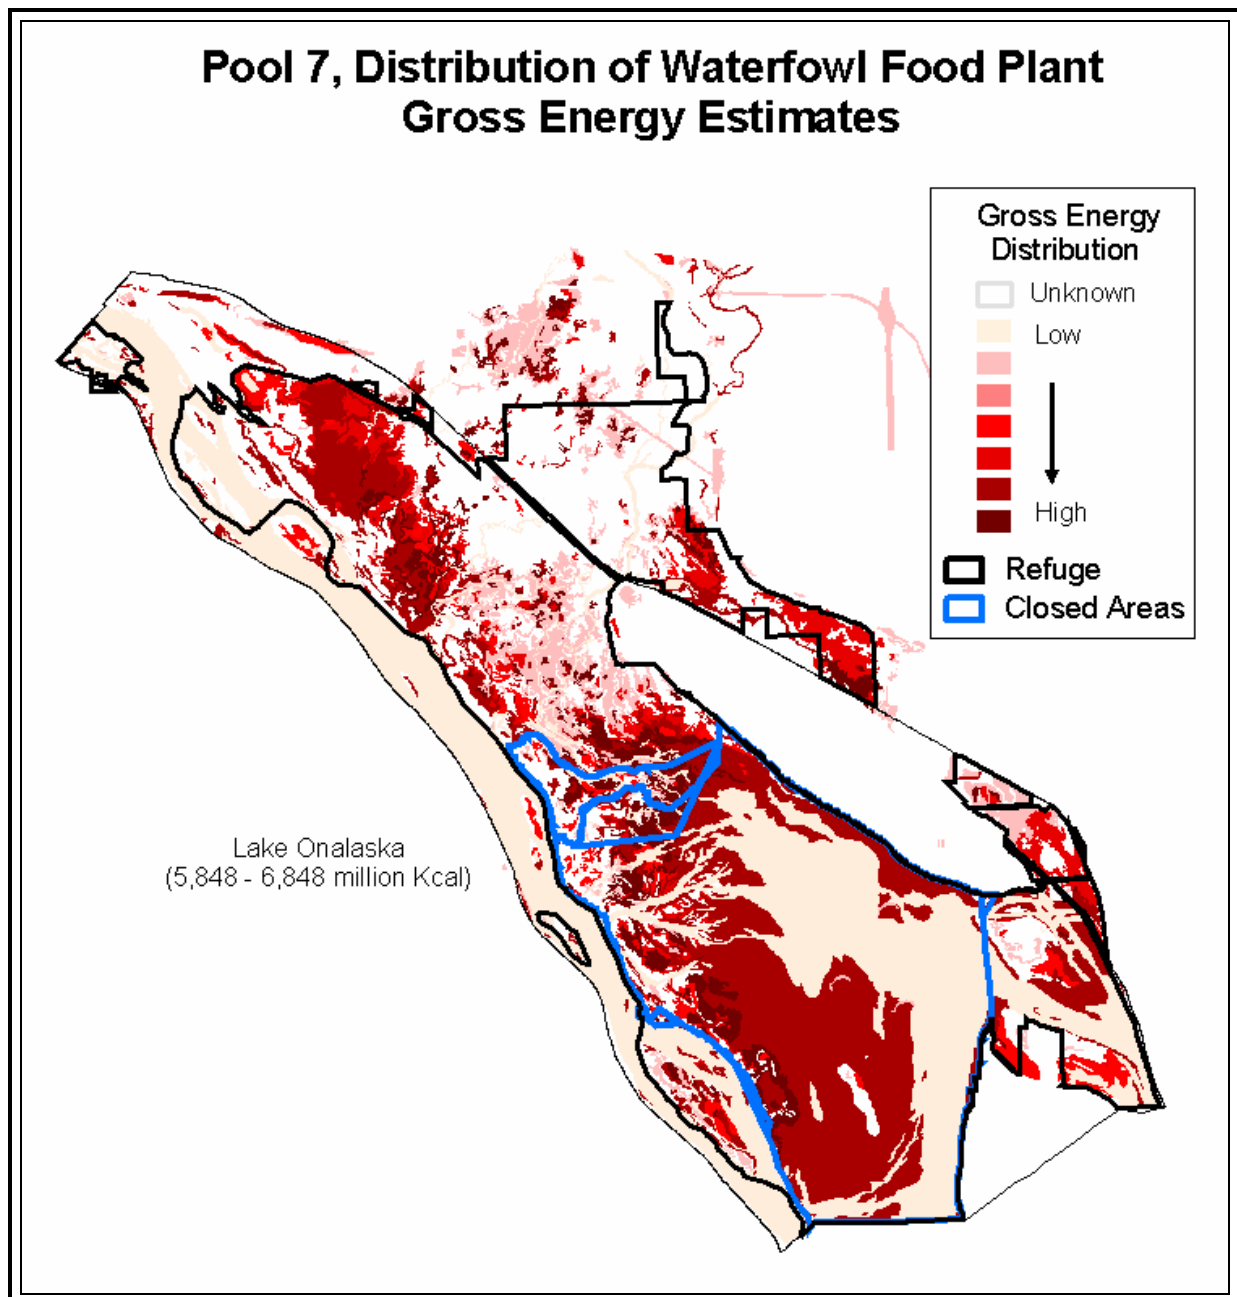 Pool 7, Distribution of Waterfowl Food Plant
Gross Energy Estimates
Gross Energy
Distribution
Unknown
Low
High
Refuge
Closed Areas
Lake Onalaska
(5,848 - 6,848 million Kcal)